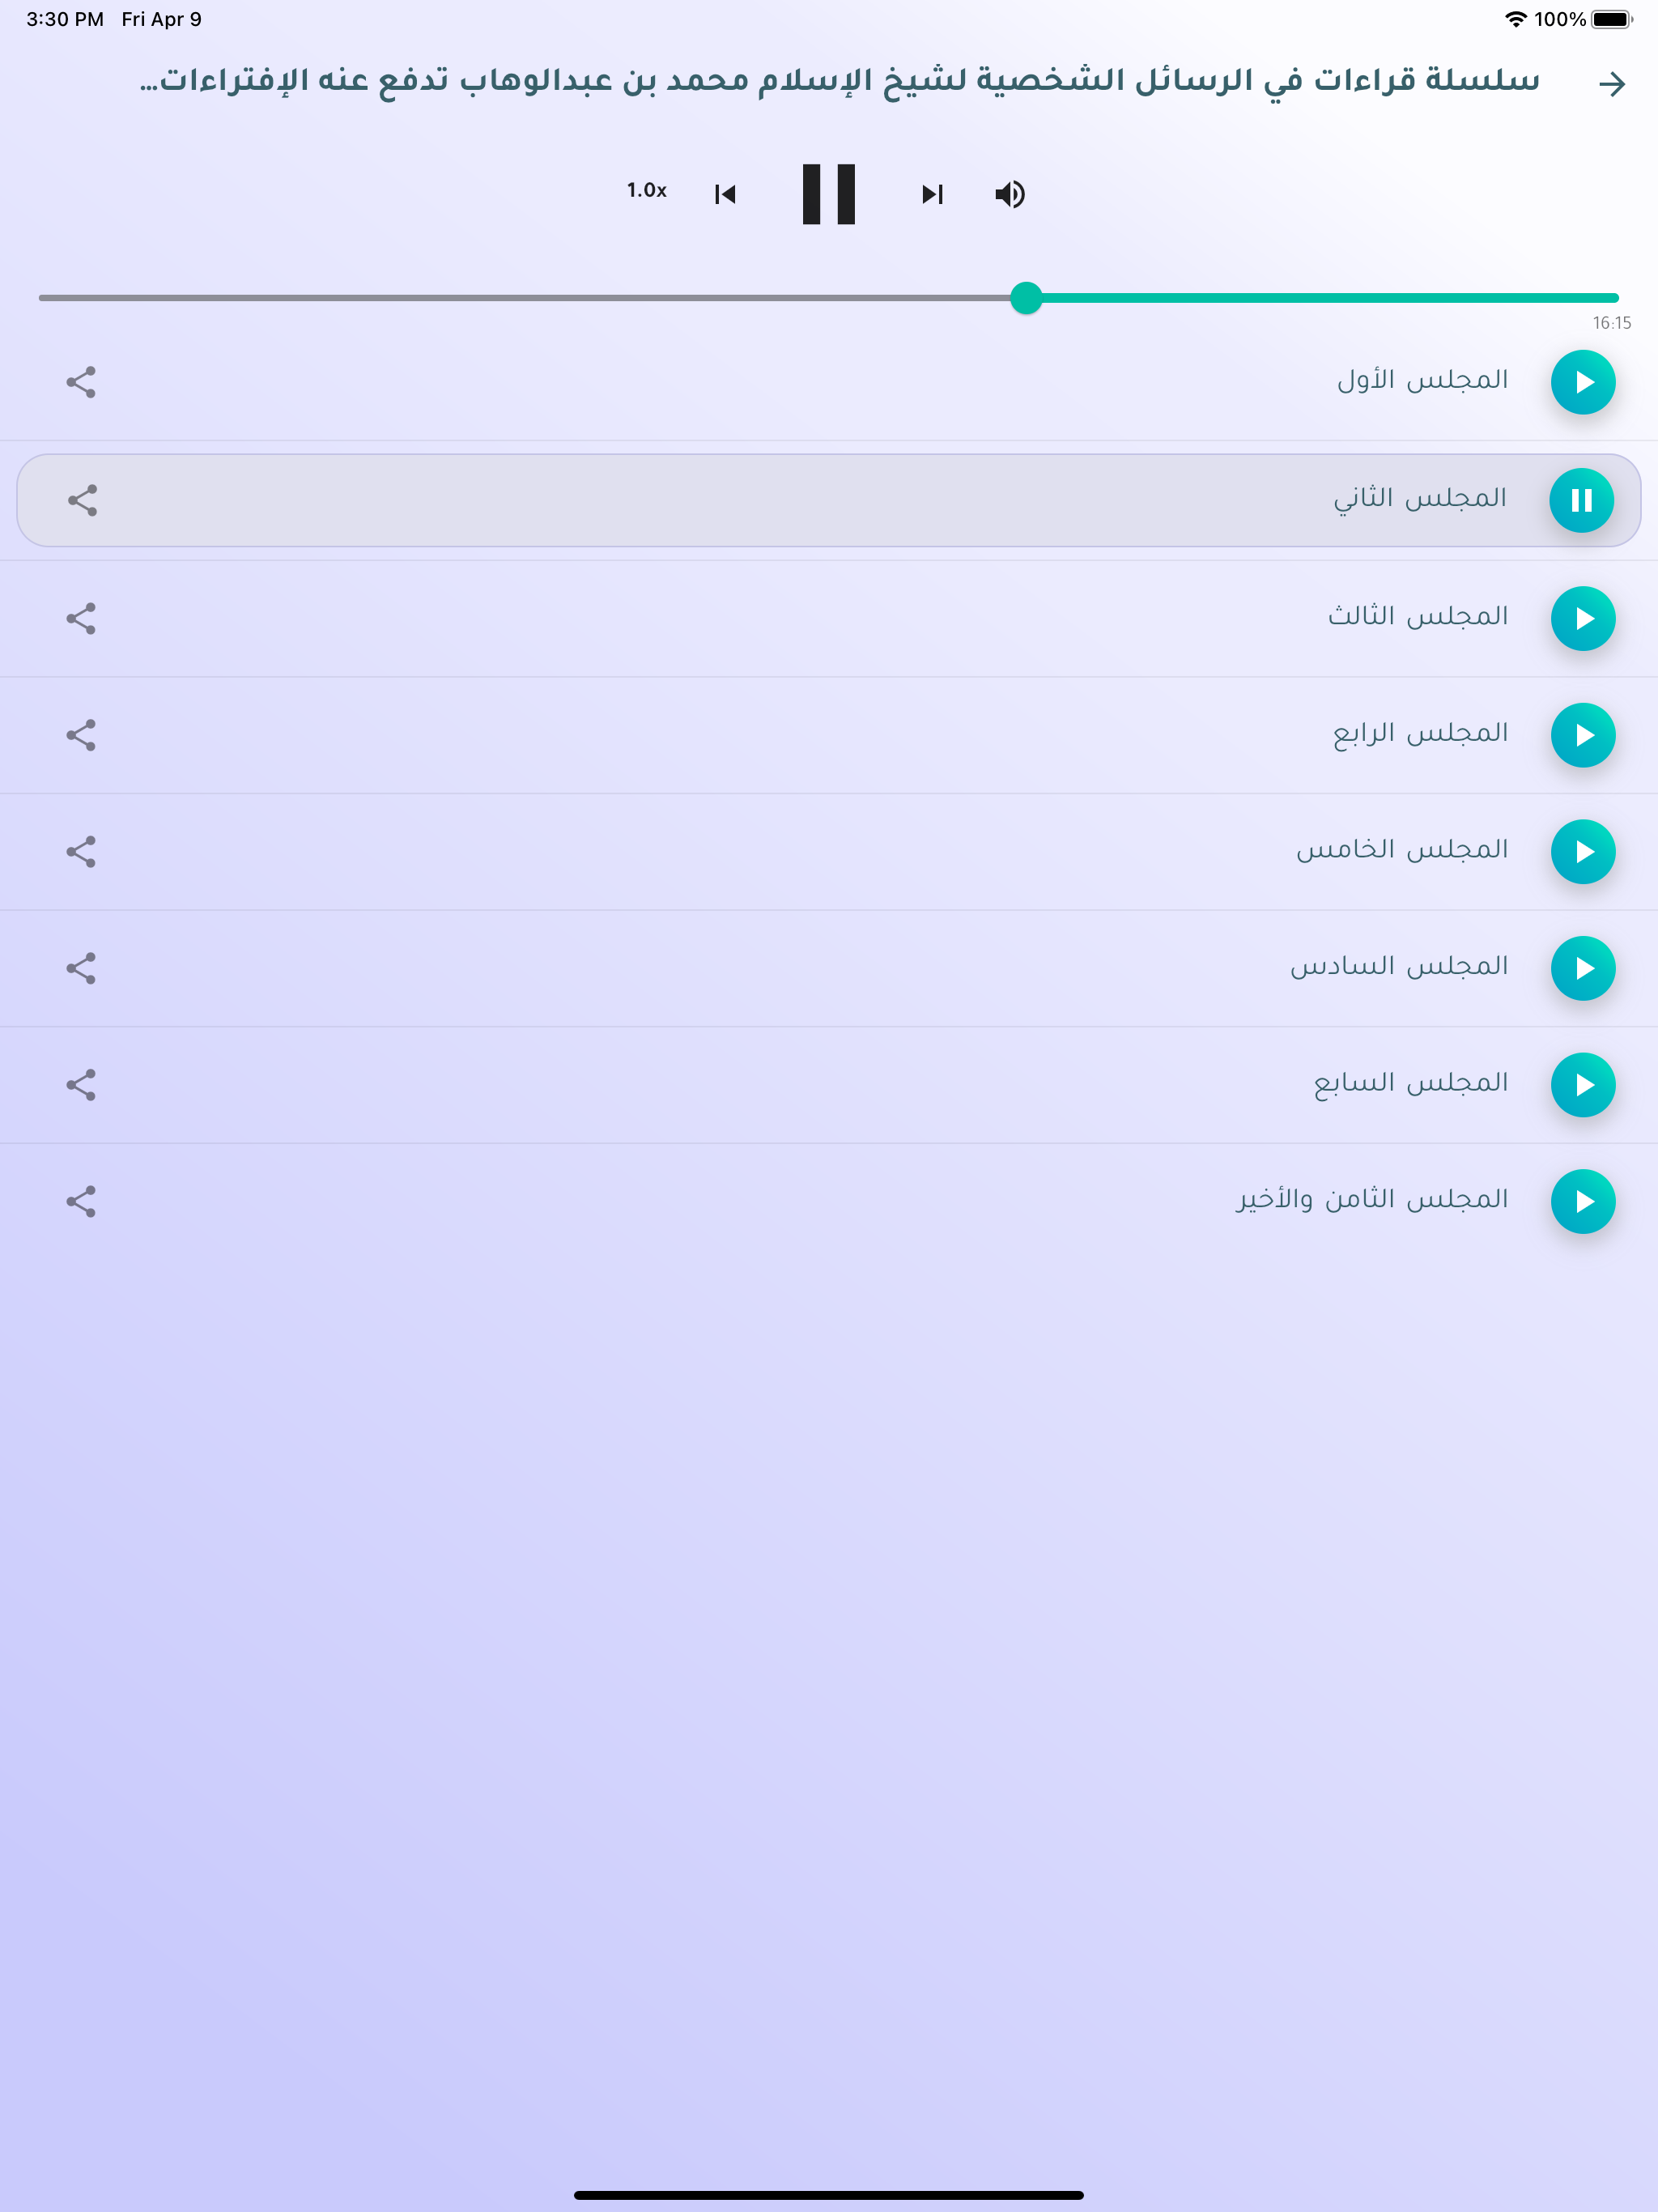 3:30 PM Fri Apr 9 100%
سلسلة قراءات في الرسائل الشخصية لشيخ الإسلام محمد بن عبدالوهاب تدفع عنه الإفتراءات...
1.0x
16:15
المجلس الأول
المجلس الثاني
المجلس الثالث
المجلس الرابع
المجلس الخامس
المجلس السادس
المجلس السابع
المجلس الثامن والأخير